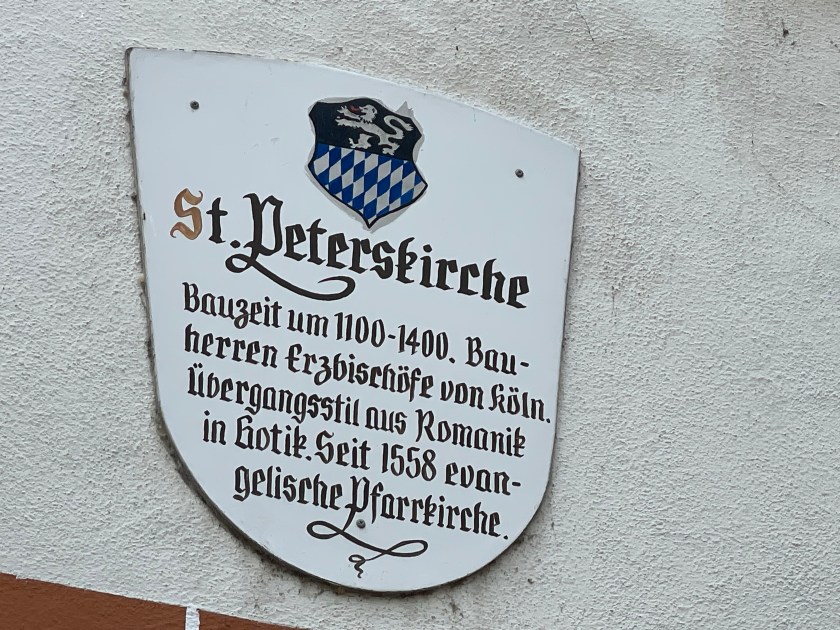 St. Peterskirche
Bauzeit um 1100-1400. Bau-
herren Erzbischöfe von Köln.
Übergangsstil aus Romanik
in Gotik. Seit 1558 evan-
gelische Pfarrkirche.